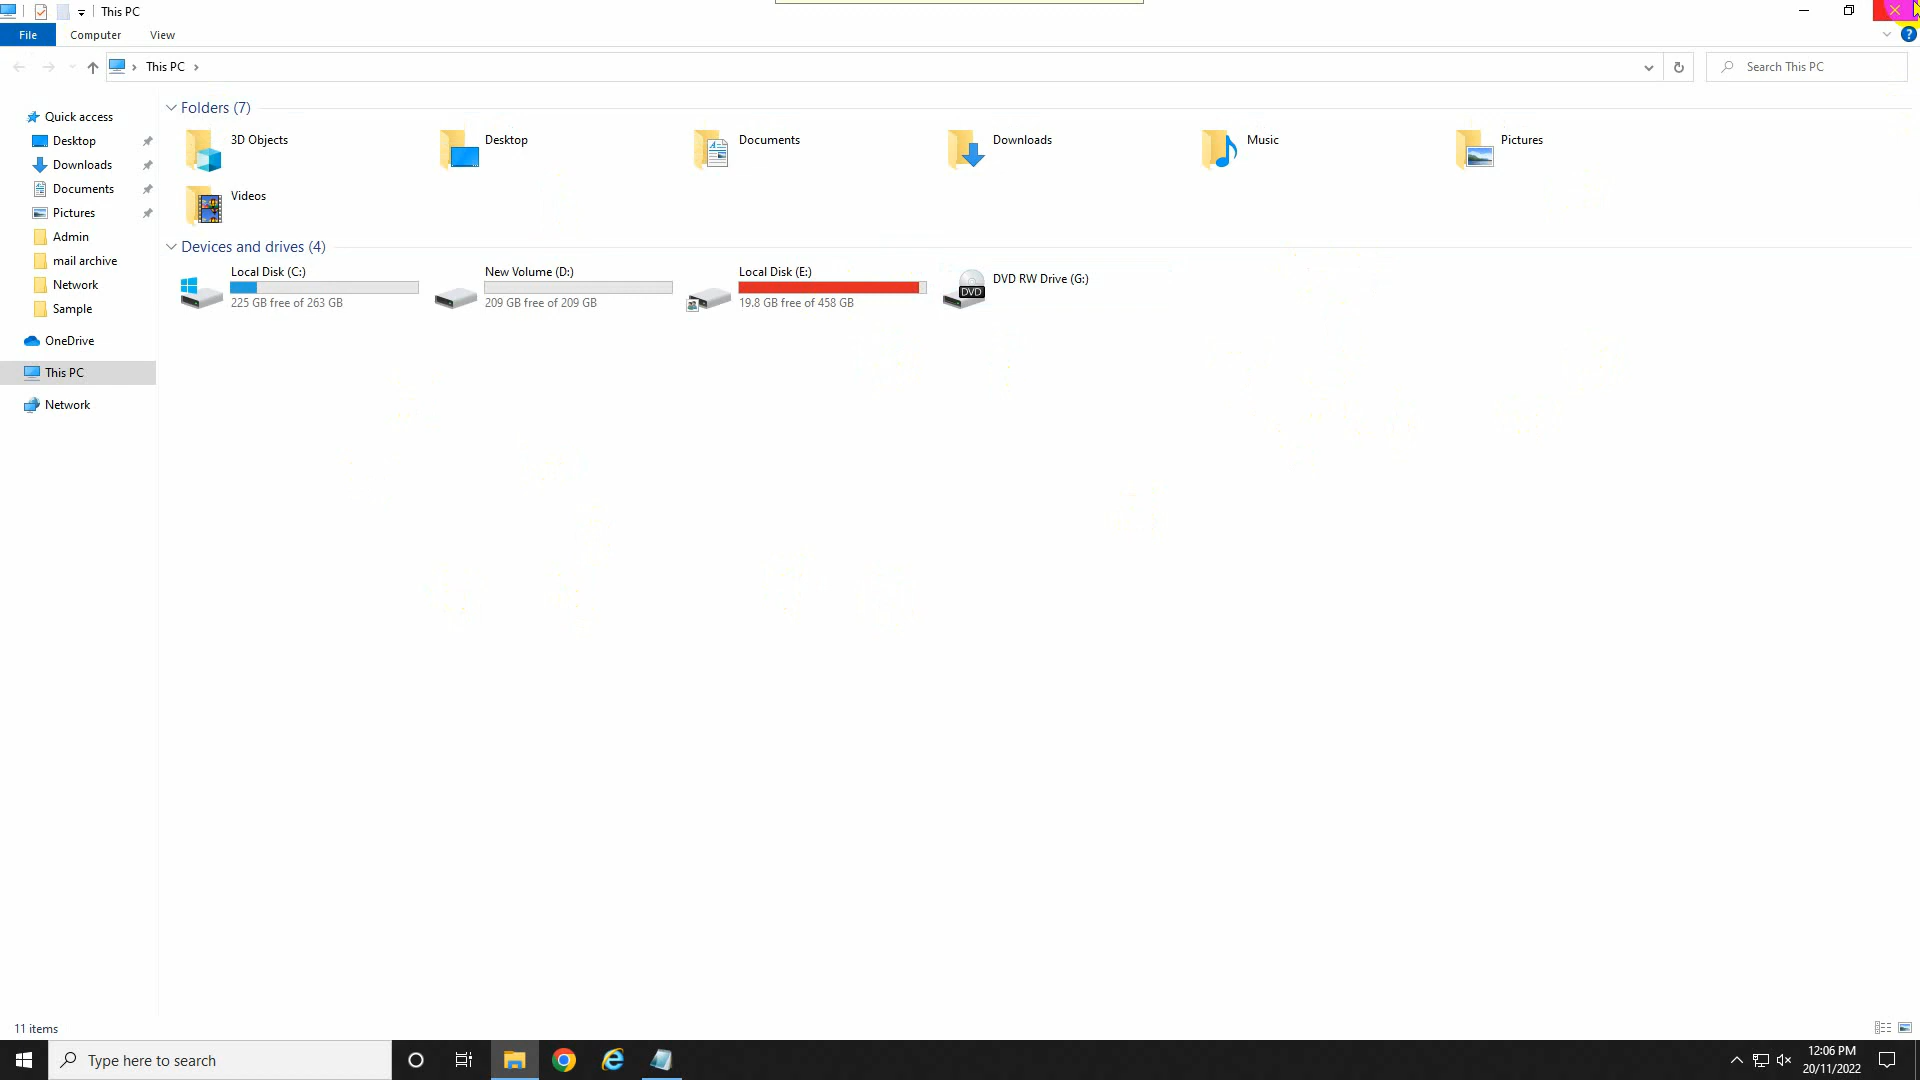 This PC
File Computer View
This PC
Search This PC
Quick access
Desktop
Downloads
Documents
Pictures
Admin
mail archive
Network
Sample
OneDrive
This PC
Network
Folders (7)
3D Objects
Desktop
Documents
Downloads
Music
Pictures
Videos
Devices and drives (4)
Local Disk (C:)
225 GB free of 263 GB
New Volume (D:)
209 GB free of 209 GB
Local Disk (E:)
19.8 GB free of 458 GB
DVD
DVD RW Drive (G:)
11 items
Type here to search
12:06 PM
20/11/2022